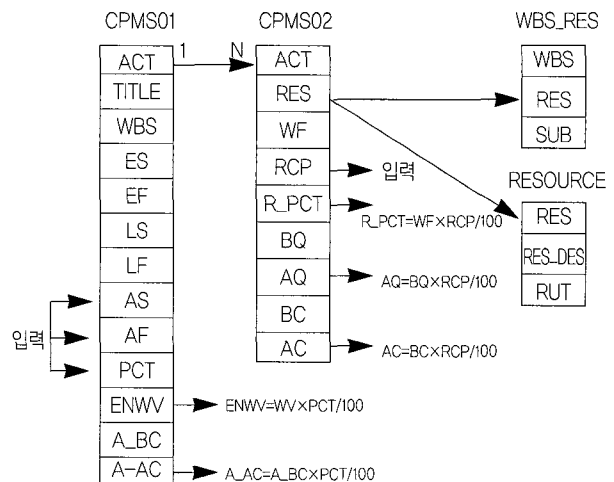 CPMS01
ACT
TITLE
WBS
ES
EF
LS
LF
AS
AF
PCT
ENWV
A_BC
A-AC
입력
ENWV=WV×PCT/100
A_AC=A_BC×PCT/100
1
N
CPMS02
ACT
RES
WF
RCP
R_PCT
BQ
AQ
BC
AC
입력
R_PCT=WF×RCP/100
AQ=BQ×RCP/100
AC=BC×RCP/100
WBS_RES
WBS
RES
SUB
RESOURCE
RES
RES_DES
RUT